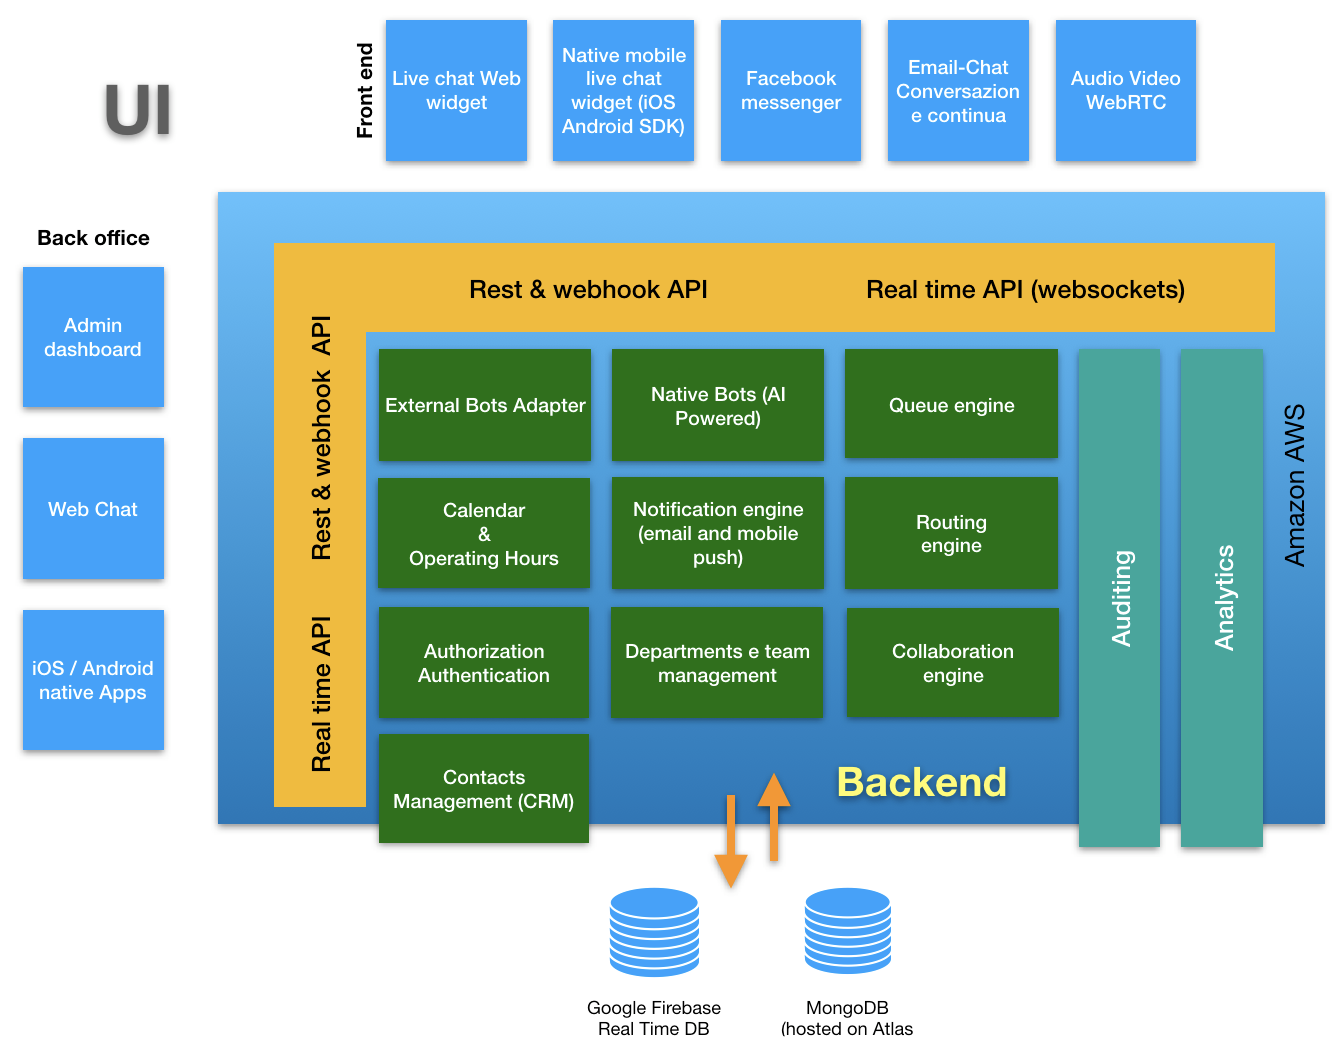 UI
Front end
Live chat Web
widget
Native mobile
live chat
widget (iOS
Android SDK)
Facebook
messenger
Email-Chat
Conversazion
e continua
Audio Video
WebRTC
Back office
Admin
dashboard
Web Chat
iOS / Android
native Apps
Rest & webhook API
Real time API (websockets)
Rest & webhook API
Real time API
External Bots Adapter
Native Bots (AI
Powered)
Queue engine
Calendar
&
Operating Hours
Notification engine
(email and mobile
push)
Routing
engine
Authorization
Authentication
Departments e team
management
Collaboration
engine
Contacts
Management (CRM)
Auditing
Analytics
Amazon AWS
Backend
Google Firebase
Real Time DB
MongoDB
(hosted on Atlas